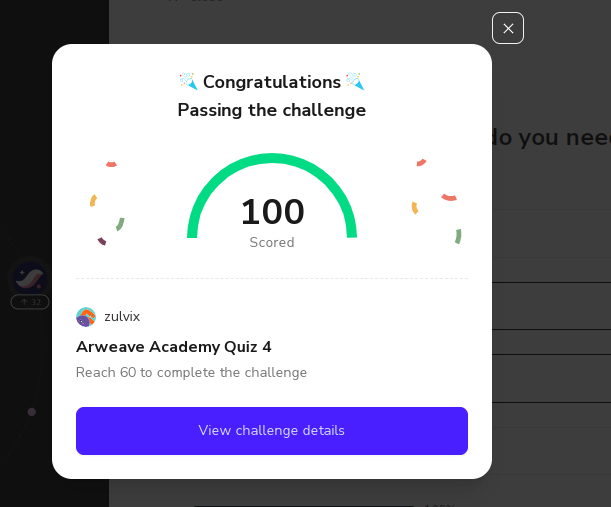 Congratulations
Passing the challenge
do you need
100
Scored
32
zulvix
Arweave Academy Quiz 4
Reach 60 to complete the challenge
View challenge details